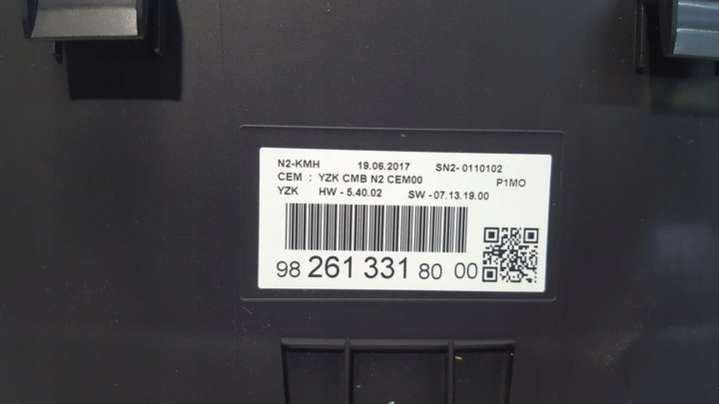 N2-KMH 19.06.2017 SN2- 0110102
CEM : YZK CMB N2 CEM00 P1MO
YZK HW - 5.40.02 SW - 07.13.19.00
98 261 331 80 00